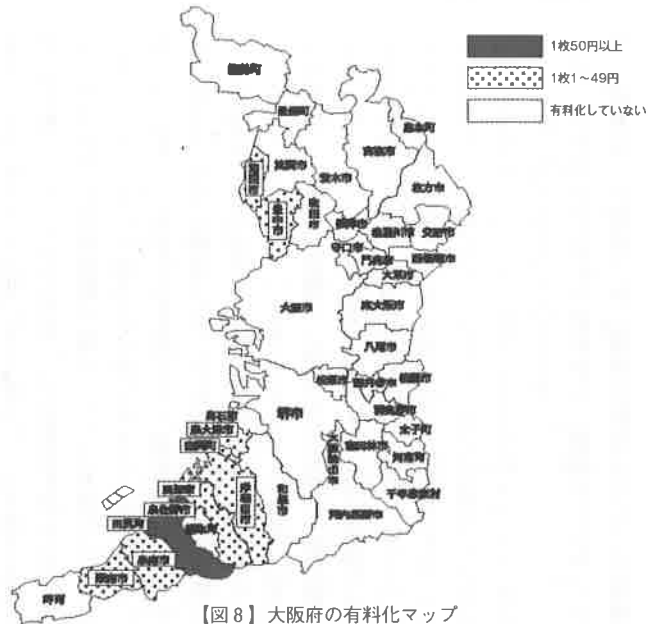 1枚50円以上
1枚1～49円
有料化していない
能勢町
豊能町
島本町
高槻市
箕面市
茨木市
池田市
枚方市
豊中市
吹田市
摂津市
寝屋川市
交野市
守口市
門真市
四條畷市
大東市
大阪市
東大阪市
八尾市
松原市
藤井寺市
柏原市
堺市
羽曳野市
高石市
泉大津市
太子町
忠岡町
富田林市
河南町
大阪狭山市
岸和田市
和泉市
千早赤阪村
貝塚市
泉佐野市
河内長野市
田尻町
熊取町
泉南市
阪南市
岬町
【図8】大阪府の有料化マップ